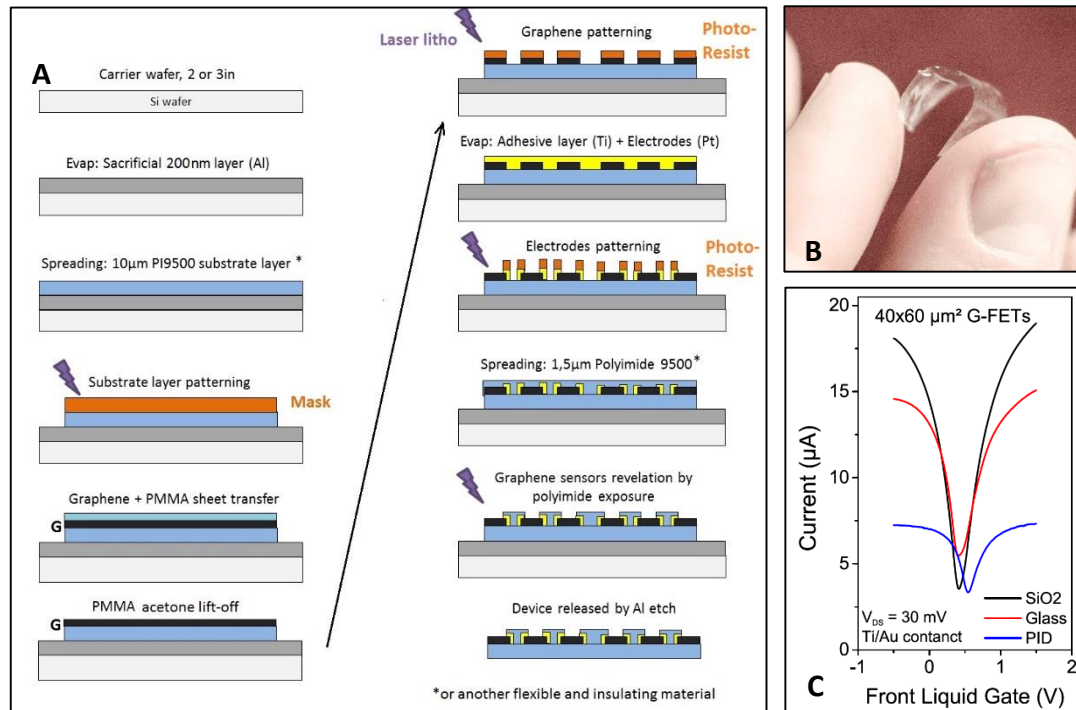 A
Carrier wafer, 2 or 3in
Si wafer
Evap: Sacrificial 200nm layer (Al)
Spreading: 10µm PI9500 substrate layer *
Substrate layer patterning
Mask
Graphene + PMMA sheet transfer
G
PMMA acetone lift-off
G
Laser litho
Graphene patterning
Photo-
Resist
Evap: Adhesive layer (Ti) + Electrodes (Pt)
Electrodes patterning
Photo-
Resist
Spreading: 1,5µm Polyimide 9500*
Graphene sensors revelation by
polyimide exposure
Device released by Al etch
*or another flexible and insulating material
B
40x60 µm² G-FETs
20
15
10
5
0
Current (µA)
SiO2
Glass
PID
V_DS = 30 mV
Ti/Au contanct
-1
0
1
2
Front Liquid Gate (V)
C